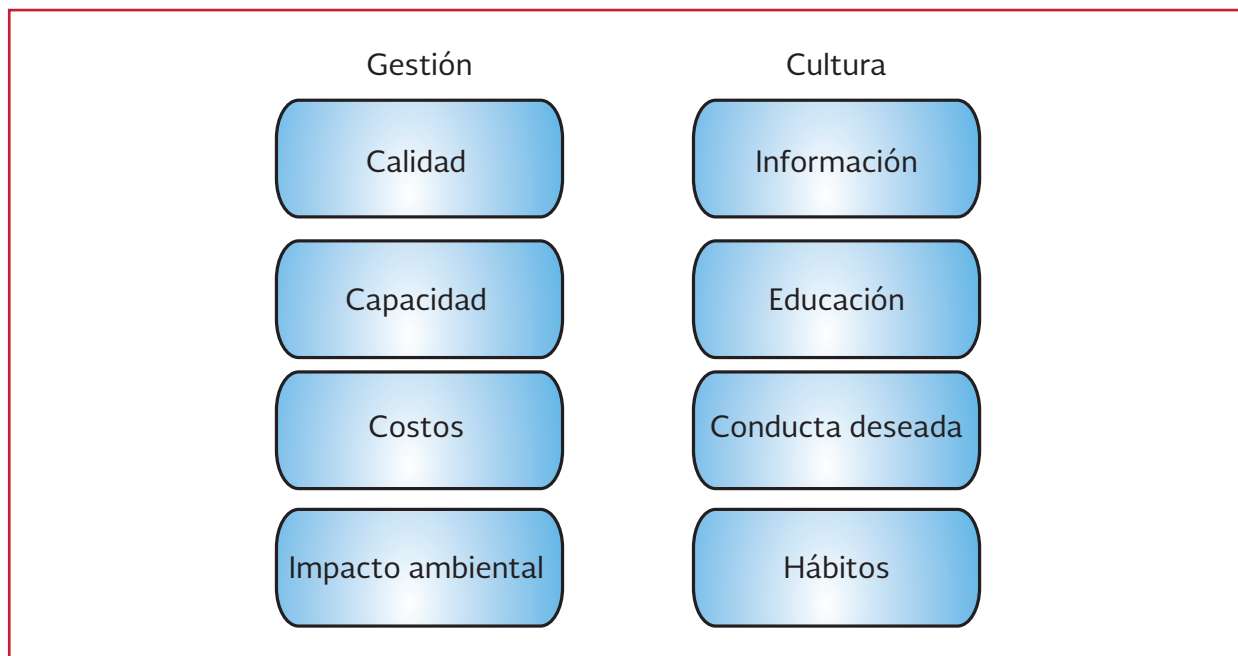 Gestión
Calidad
Capacidad
Costos
Impacto ambiental
Cultura
Información
Educación
Conducta deseada
Hábitos